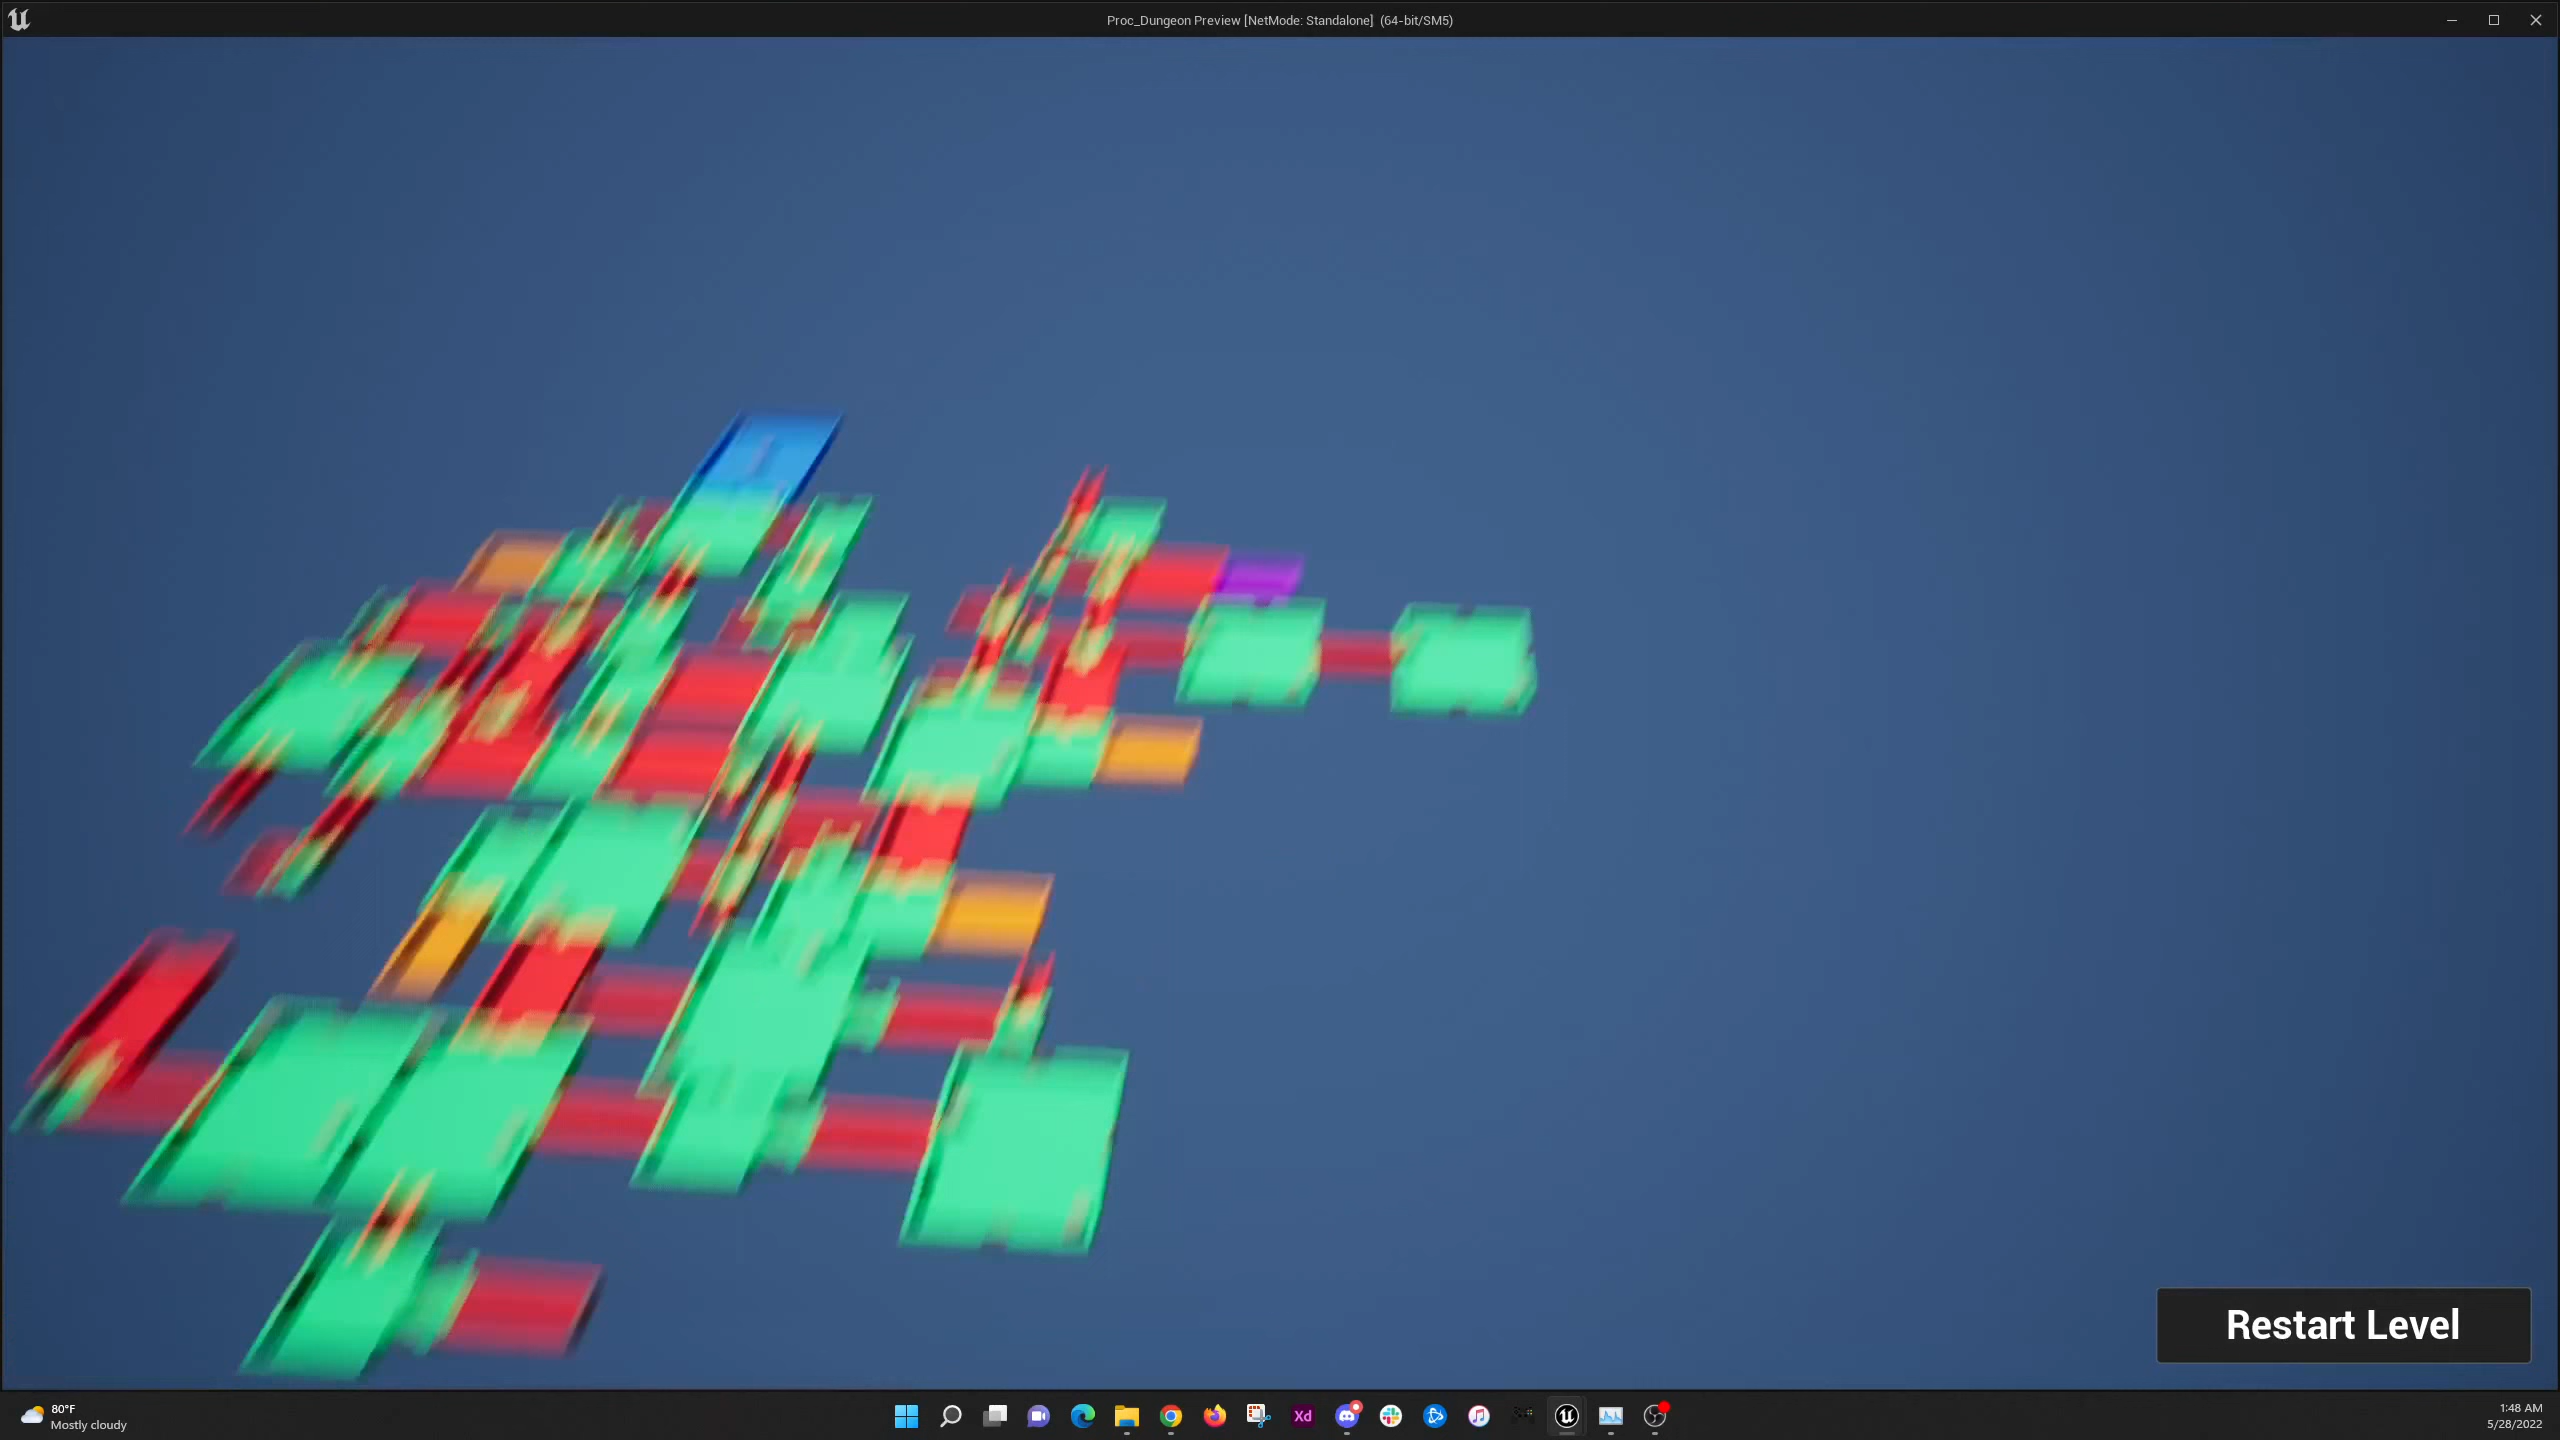 Proc_Dungeon Preview [NetMode: Standalone]  (64-bit/SM5)
Restart Level
80°F
Mostly cloudy
Xd
1:48 AM
5/28/2022